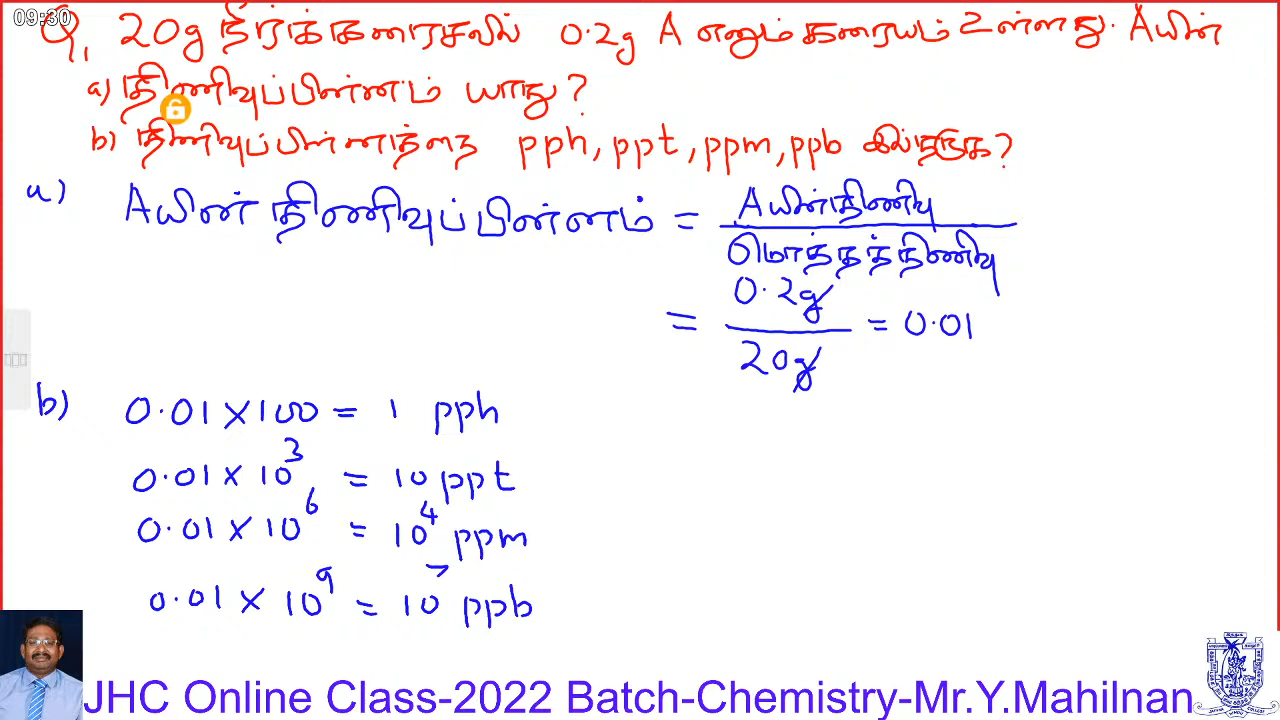 09:30
Q, 20g நீர்க்கரைசலில் 0.2g A எனும் கரையம் உள்ளது. Aயின்
a) திணிவுப்பின்னம் யாது?
b) திணிவுப்பின்னத்தை pph, ppt, ppm, ppb இல் தருக?
a) Aயின் திணிவுப்பின்னம் = Aயின் திணிவு
மொத்தத்திணிவு
= 0.2g / 20g = 0.01
b) 0.01 × 100 = 1 pph
0.01 × 10³ = 10 ppt
0.01 × 10⁶ = 10⁴ ppm
0.01 × 10⁹ = 10⁷ ppb
JHC Online Class-2022 Batch-Chemistry-Mr.Y.Mahilnan